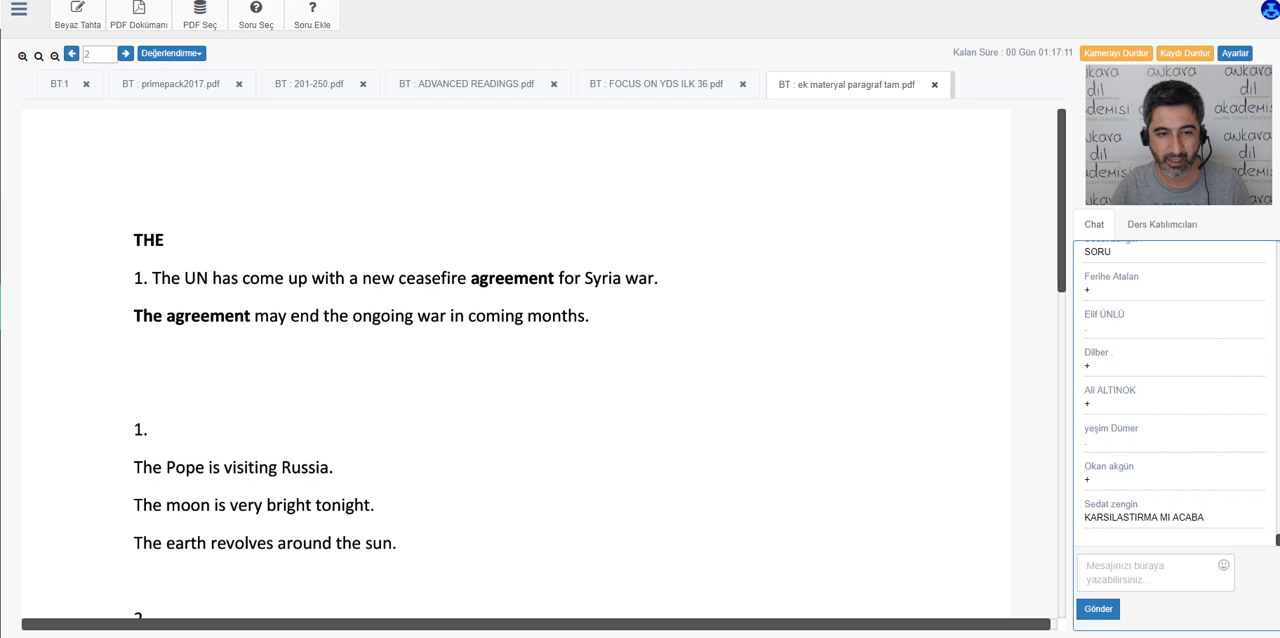 Beyaz Tahta
PDF Dokümanı
PDF Seç
Soru Seç
Soru Ekle
2
Değerlendirme
Kalan Süre : 00 Gün 01:17:11
Kamerayı Durdur
Kaydı Durdur
Ayarlar
BT:1
BT : primepack2017.pdf
BT : 201-250.pdf
BT : ADVANCED READINGS.pdf
BT : FOCUS ON YDS ILK 36.pdf
BT : ek materyal paragraf tam.pdf
THE
1. The UN has come up with a new ceasefire agreement for Syria war.
The agreement may end the ongoing war in coming months.
1.
The Pope is visiting Russia.
The moon is very bright tonight.
The earth revolves around the sun.
ankara
dil
akademisi
Chat
Ders Katılımcıları
SORU
Ferihe Atalan
+
Elif ÜNLÜ
.
Dilber .
+
Ali ALTINOK
+
yeşim Dümer
.
Okan akgün
+
Sedat zengin
KARSILASTIRMA MI ACABA
Mesajınızı buraya
yazabilirsiniz...
Gönder